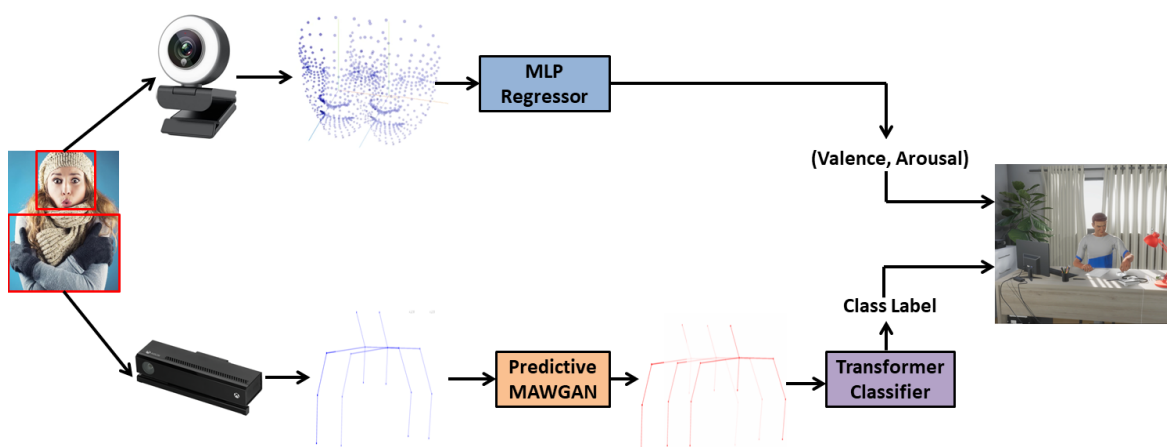 MLP
Regressor
(Valence, Arousal)
Class Label
Predictive
MAWGAN
Transformer
Classifier